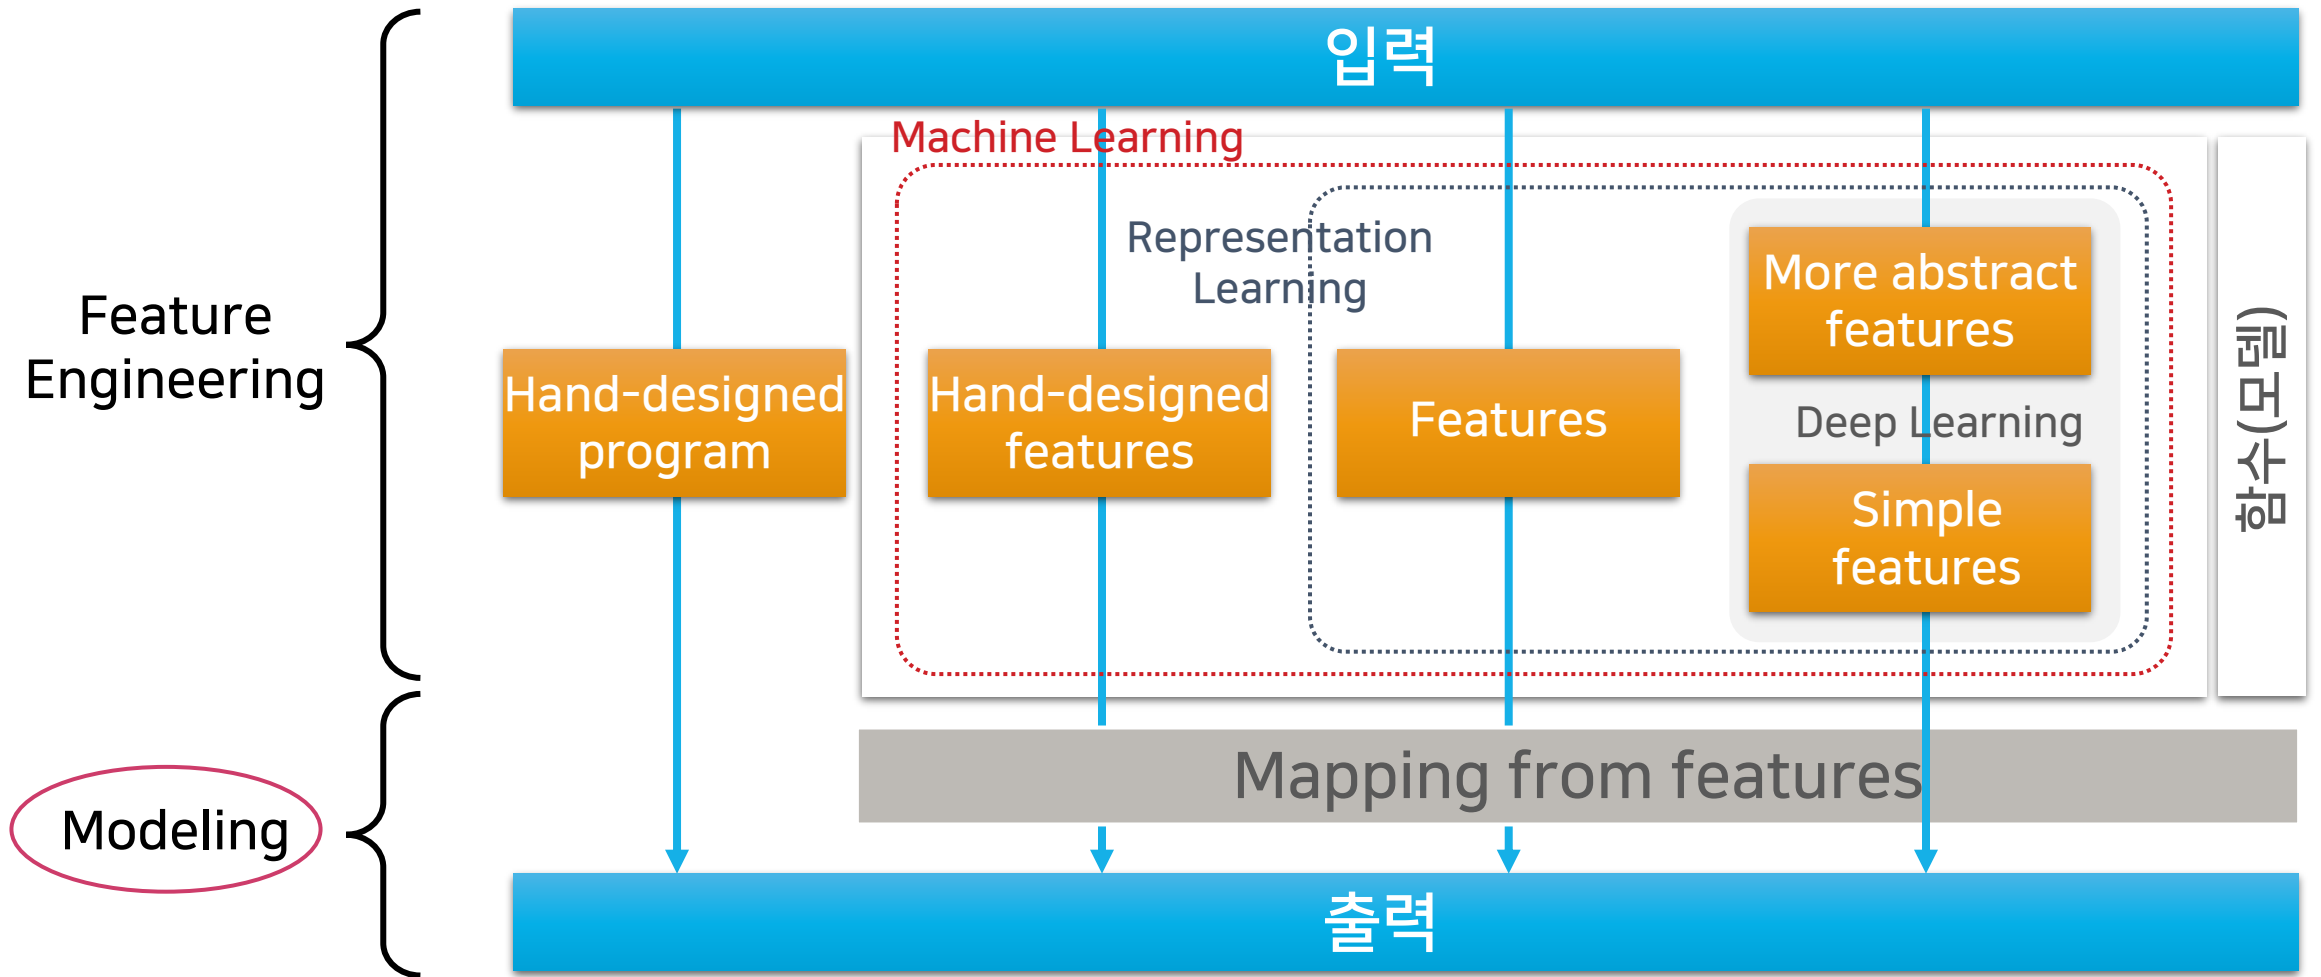 입력
Machine Learning
Representation
Learning
More abstract
features
Feature
Engineering
Hand-designed
program
Hand-designed
features
Features
Deep Learning
Simple
features
함수(모델)
Mapping from features
Modeling
출력